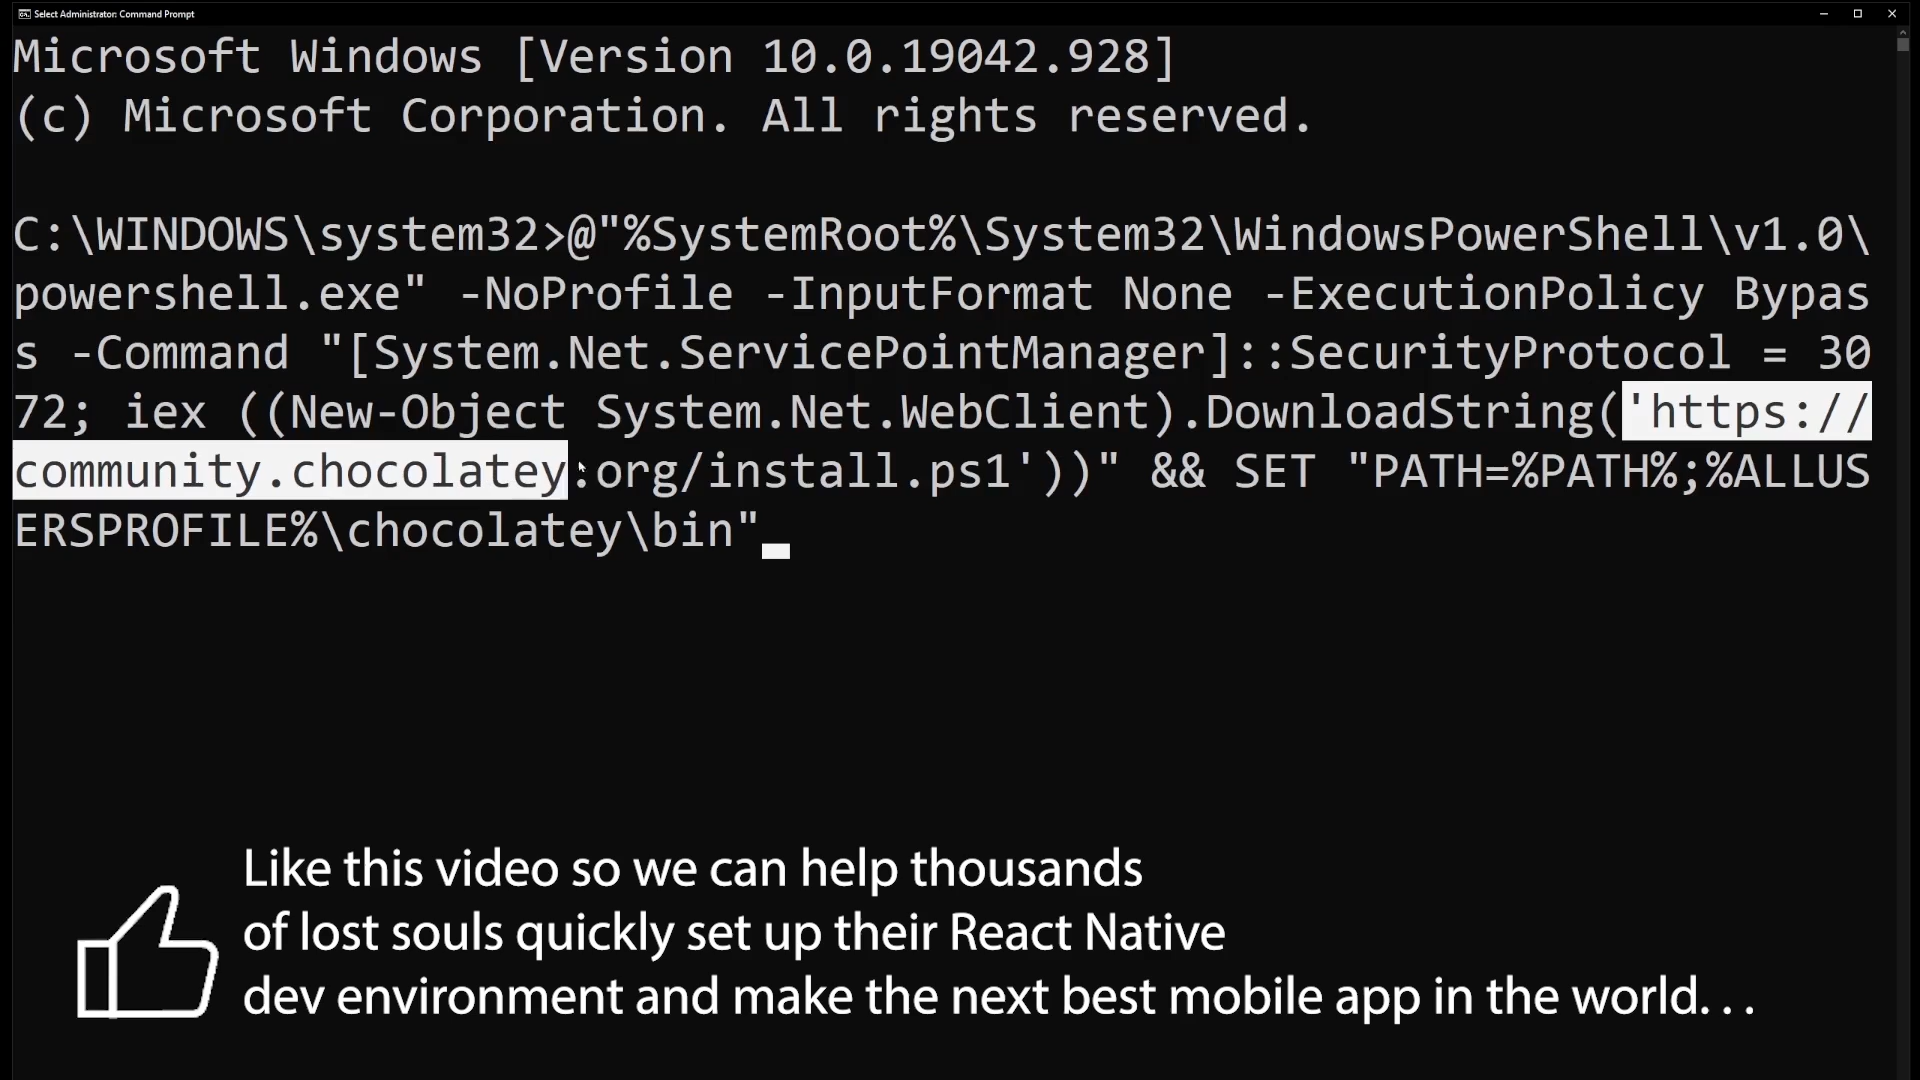 Select Administrator: Command Prompt
Microsoft Windows [Version 10.0.19042.928]
(c) Microsoft Corporation. All rights reserved.
C:\WINDOWS\system32>@"%SystemRoot%\System32\WindowsPowerShell\v1.0\
powershell.exe" -NoProfile -InputFormat None -ExecutionPolicy Bypas
s -Command "[System.Net.ServicePointManager]::SecurityProtocol = 30
72; iex ((New-Object System.Net.WebClient).DownloadString('https://
community.chocolatey.org/install.ps1'))" && SET "PATH=%PATH%;%ALLUS
ERSPROFILE%\chocolatey\bin"
Like this video so we can help thousands
of lost souls quickly set up their React Native
dev environment and make the next best mobile app in the world. . .